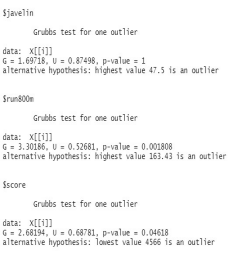 $javelin
Grubbs test for one outlier
data:  X[[i]]
G = 1.69718, U = 0.87498, p-value = 1
alternative hypothesis: highest value 47.5 is an outlier
$run800m
Grubbs test for one outlier
data:  X[[i]]
G = 3.30186, U = 0.52681, p-value = 0.001808
alternative hypothesis: highest value 163.43 is an outlier
$score
Grubbs test for one outlier
data:  X[[i]]
G = 2.68194, U = 0.68781, p-value = 0.04618
alternative hypothesis: lowest value 4566 is an outlier